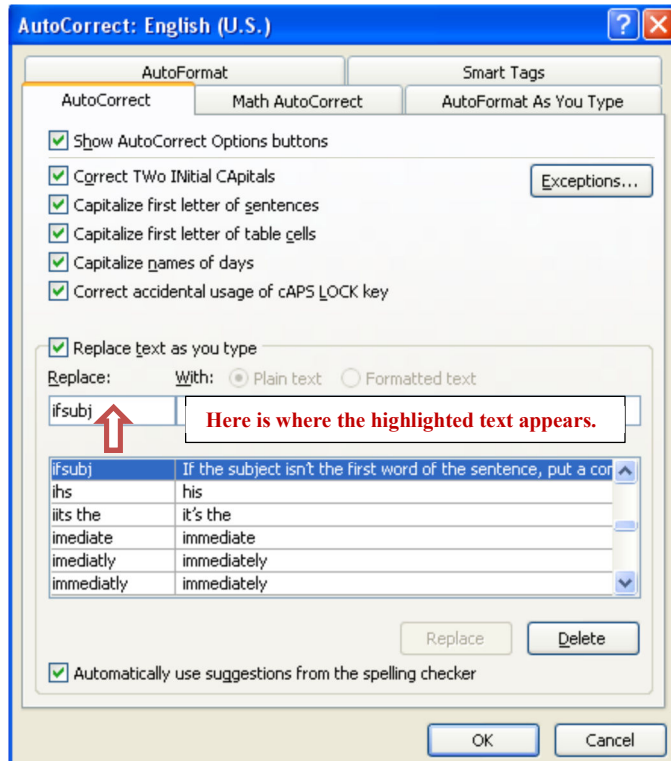 AutoCorrect: English (U.S.)
AutoFormat Smart Tags
AutoCorrect Math AutoCorrect AutoFormat As You Type
Show AutoCorrect Options buttons
Correct TWo INitial CApitals
Exceptions...
Capitalize first letter of sentences
Capitalize first letter of table cells
Capitalize names of days
Correct accidental usage of cAPS LOCK key
Replace text as you type
Replace: With: Plain text Formatted text
ifsubj Here is where the highlighted text appears.
ifsubj If the subject isn't the first word of the sentence, put a com
ihs his
iits the it's the
imediate immediate
imediatly immediately
immediatly immediately
Replace Delete
Automatically use suggestions from the spelling checker
OK Cancel